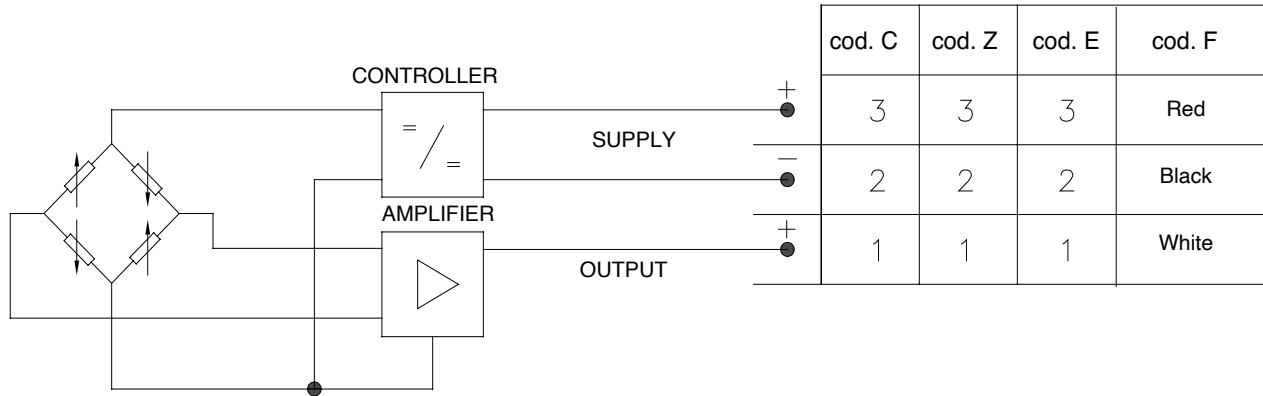 cod. C cod. Z cod. E cod. F
CONTROLLER
+ 3 3 3 Red
= / =
SUPPLY
− 2 2 2 Black
AMPLIFIER
+ 1 1 1 White
OUTPUT